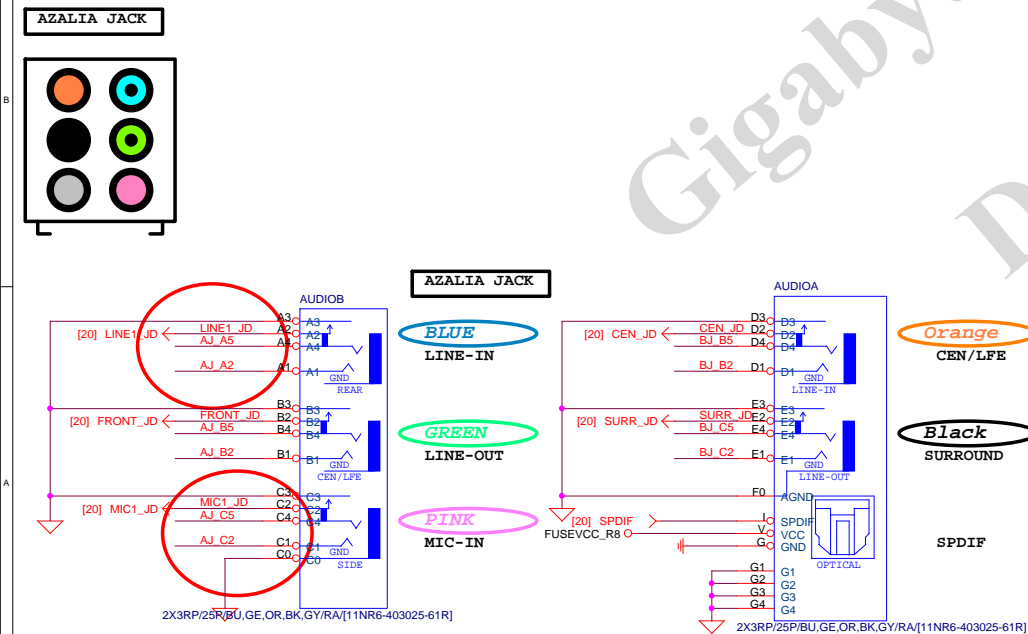 AZALIA JACK
B
Gigaby
D
AZALIA JACK
AUDIOB
A3 A3
[20] LINE1_JD LINE1_JD A2 A2
AJ_A5 A4 A4
AJ_A2 A1 A1
GND
REAR
BLUE
LINE-IN
B3 B3
[20] FRONT_JD FRONT_JD B2 B2
AJ_B5 B4 B4
AJ_B2 B1 B1
GND
CEN/LFE
GREEN
LINE-OUT
A
C3 C3
[20] MIC1_JD MIC1_JD C2 C2
AJ_C5 C4 C4
AJ_C2 C1 C1
GND
C0 C0
SIDE
PINK
MIC-IN
2X3RP/25P/BU,GE,OR,BK,GY/RA/[11NR6-403025-61R]
AUDIOA
D3 D3
[20] CEN_JD CEN_JD D2 D2
BJ_B5 D4 D4
BJ_B2 D1 D1
GND
LINE-IN
Orange
CEN/LFE
E3 E3
[20] SURR_JD SURR_JD E2 E2
BJ_C5 E4 E4
BJ_C2 E1 E1
GND
LINE-OUT
Black
SURROUND
F0 AGND
[20] SPDIF I SPDIF
FUSEVCC_R8 V VCC
G GND
OPTICAL
SPDIF
G1 G1
G2 G2
G3 G3
G4 G4
2X3RP/25P/BU,GE,OR,BK,GY/RA/[11NR6-403025-61R]